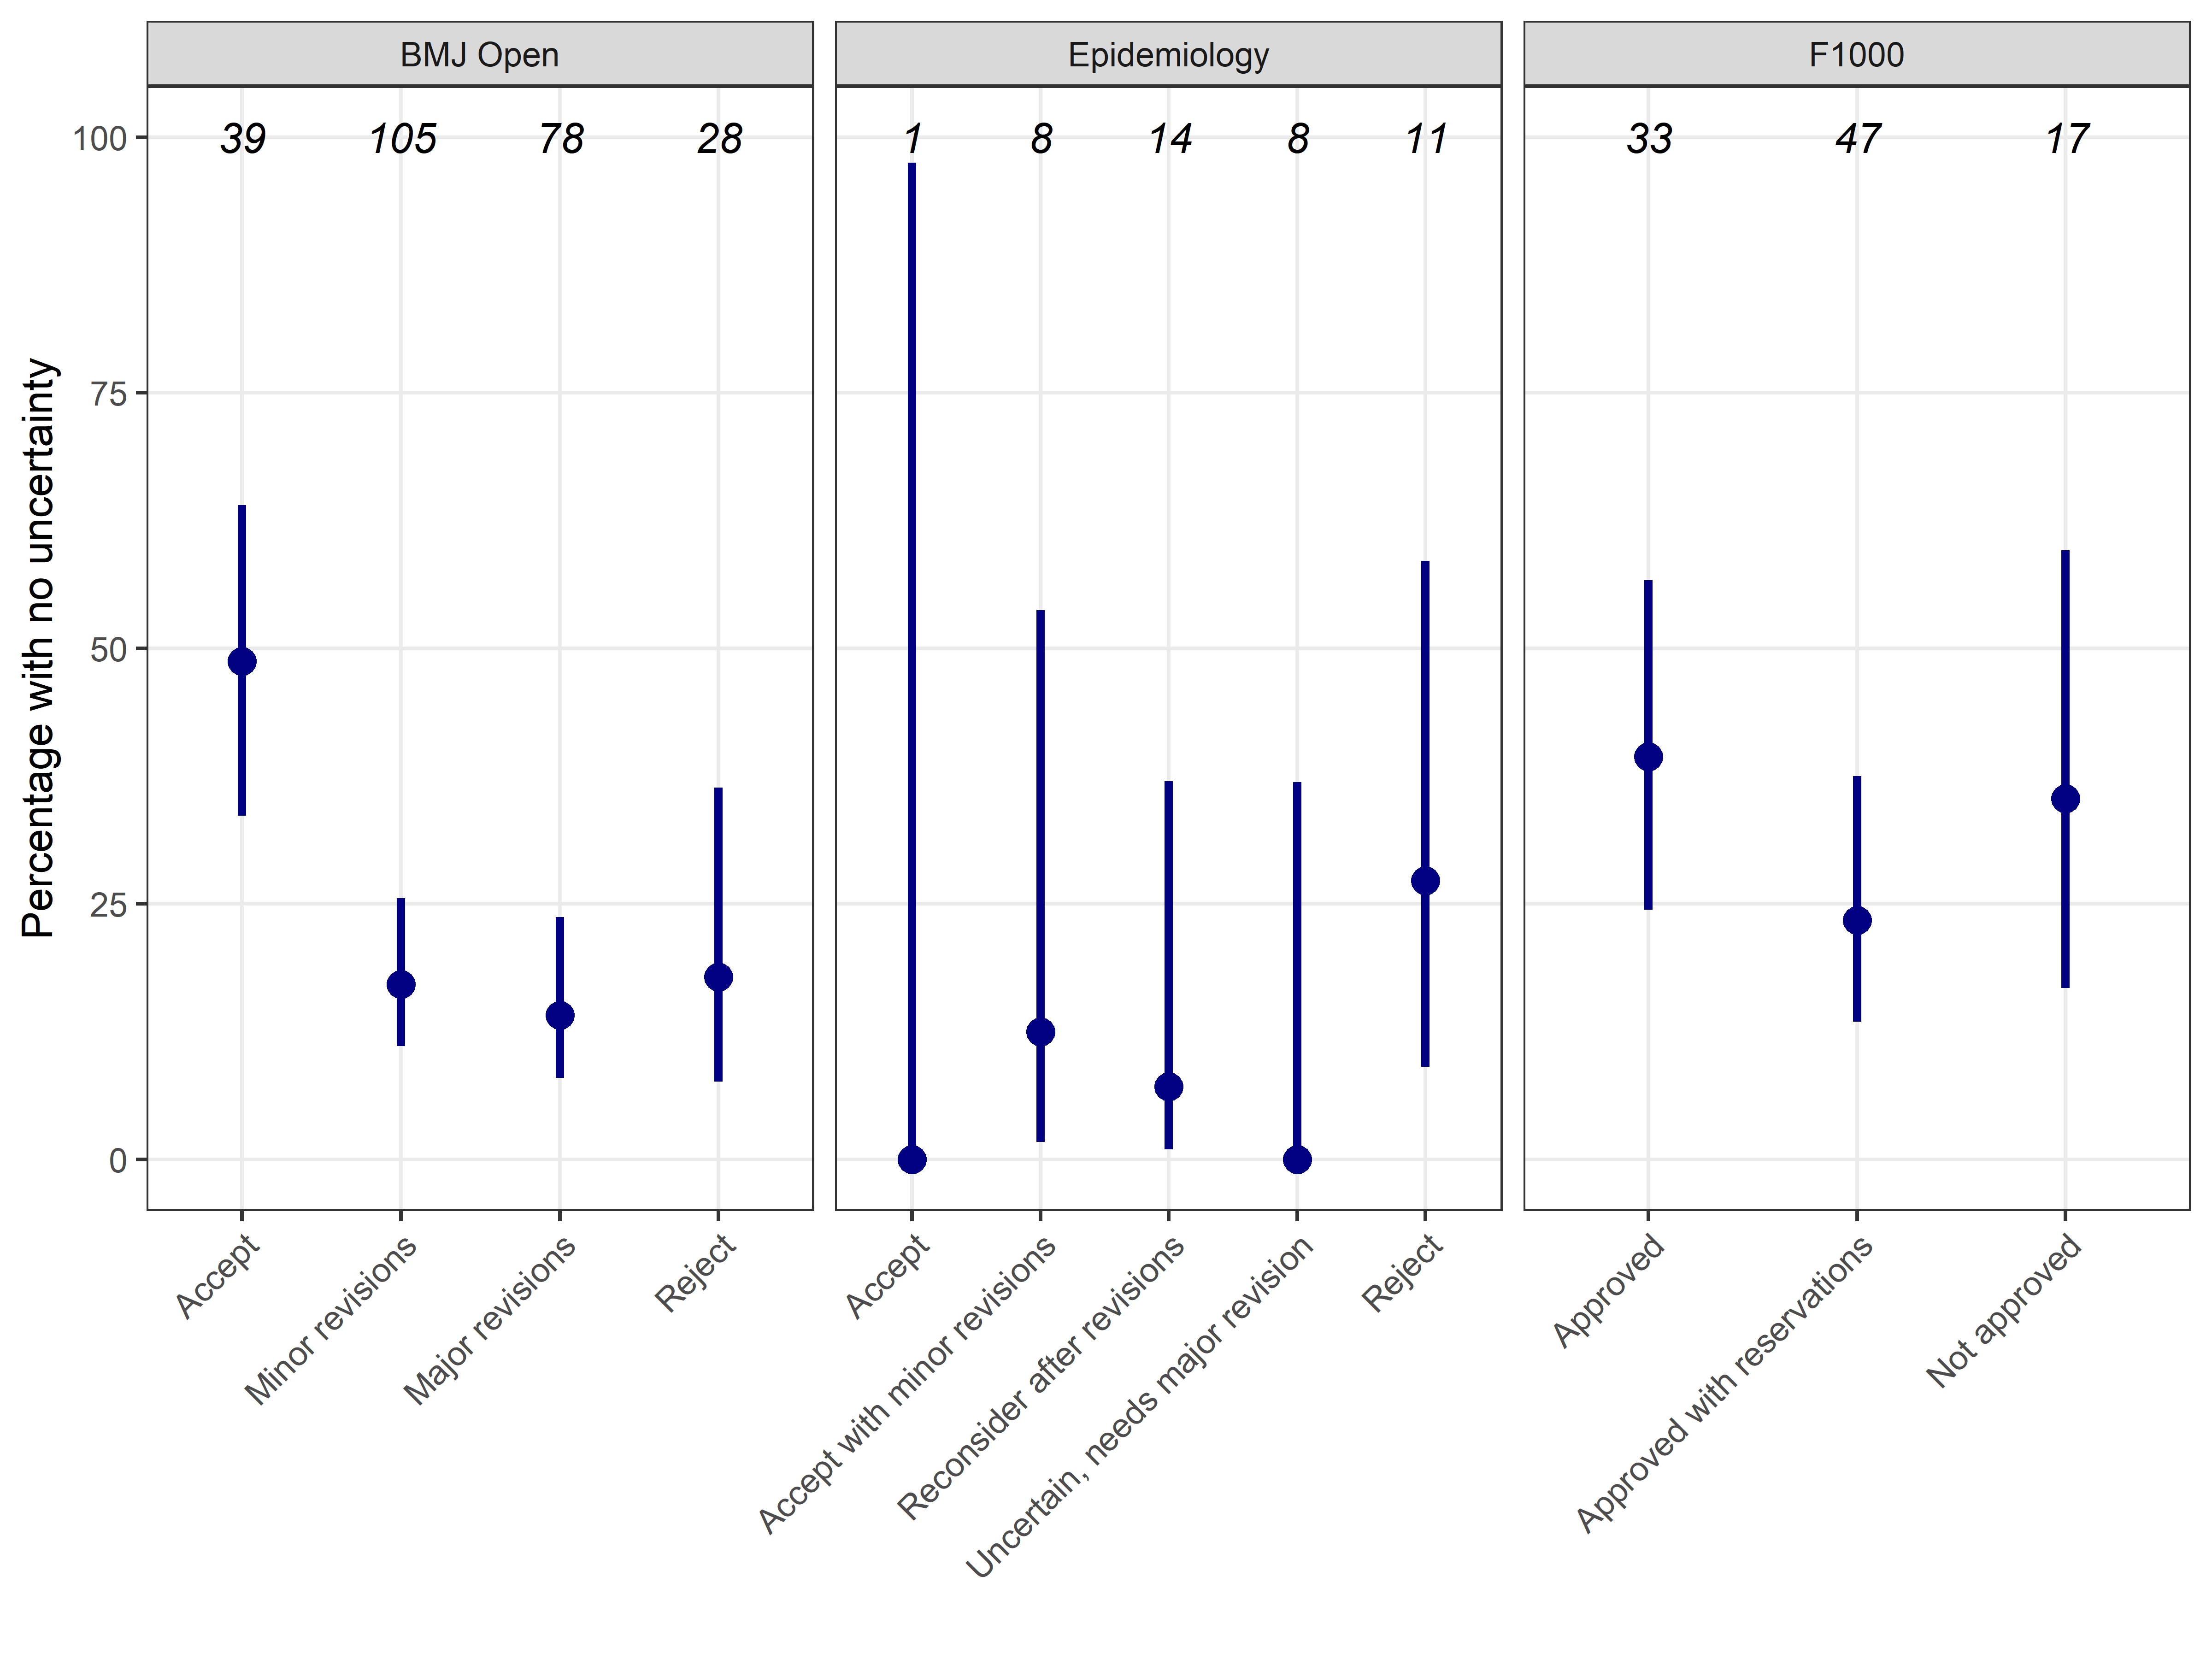 BMJ Open
Epidemiology
F1000
Percentage with no uncertainty
100
75
50
25
0
39
105
78
28
1
8
14
8
11
33
47
17
Accept
Minor revisions
Major revisions
Reject
Accept
Accept with minor revisions
Reconsider after revisions
Uncertain, needs major revision
Reject
Approved
Approved with reservations
Not approved